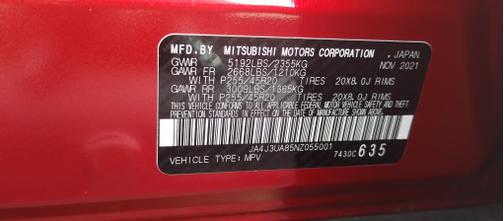 MFD.BY MITSUBISHI MOTORS CORPORATION , JAPAN
GVWR 5192LBS/2355KG NOV 2021
GAWR FR 2668LBS/1210KG
WITH P255/45R20 TIRES 20X8.0J RIMS
GAWR RR 3009LBS/1365KG
WITH P255/45R20 TIRES 20X8.0J RIMS
THIS VEHICLE CONFORMS TO ALL APPLICABLE
FEDERAL MOTOR VEHICLE SAFETY, BUMPER, AND THEFT
PREVENTION STANDARDS IN EFFECT ON THE DATE OF
MANUFACTURE SHOWN ABOVE.
JA4J3UA85NZ055001
VEHICLE TYPE: MPV 7430C 635